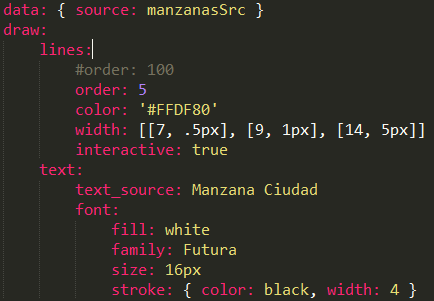 data: { source: manzanasSrc }
draw:
    lines:
        #order: 100
        order: 5
        color: '#FFDF80'
        width: [[7, .5px], [9, 1px], [14, 5px]]
        interactive: true
    text:
        text_source: Manzana Ciudad
        font:
            fill: white
            family: Futura
            size: 16px
            stroke: { color: black, width: 4 }